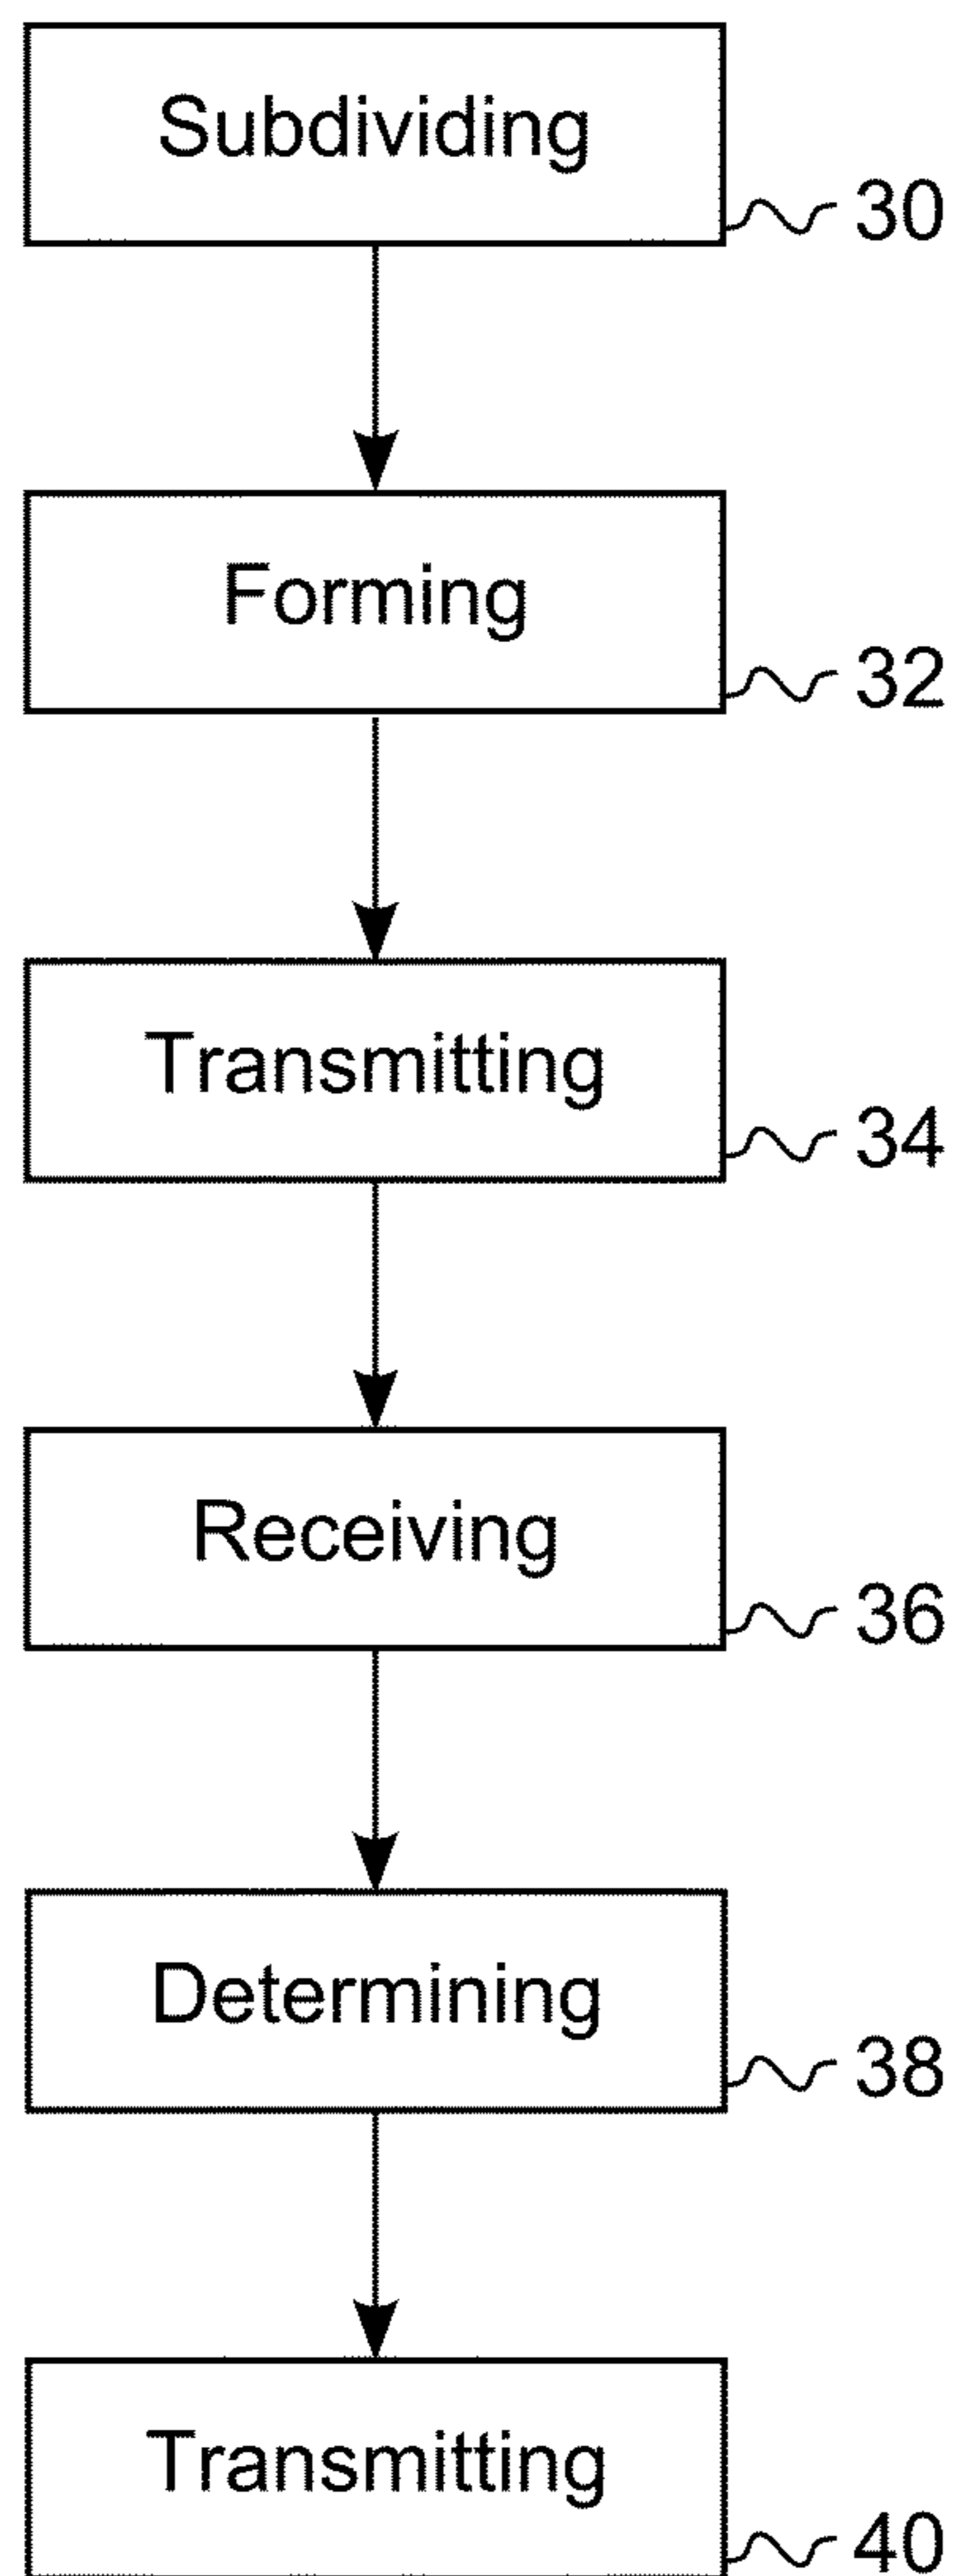 Subdividing
30
Forming
32
Transmitting
34
Receiving
36
Determining
38
Transmitting
40